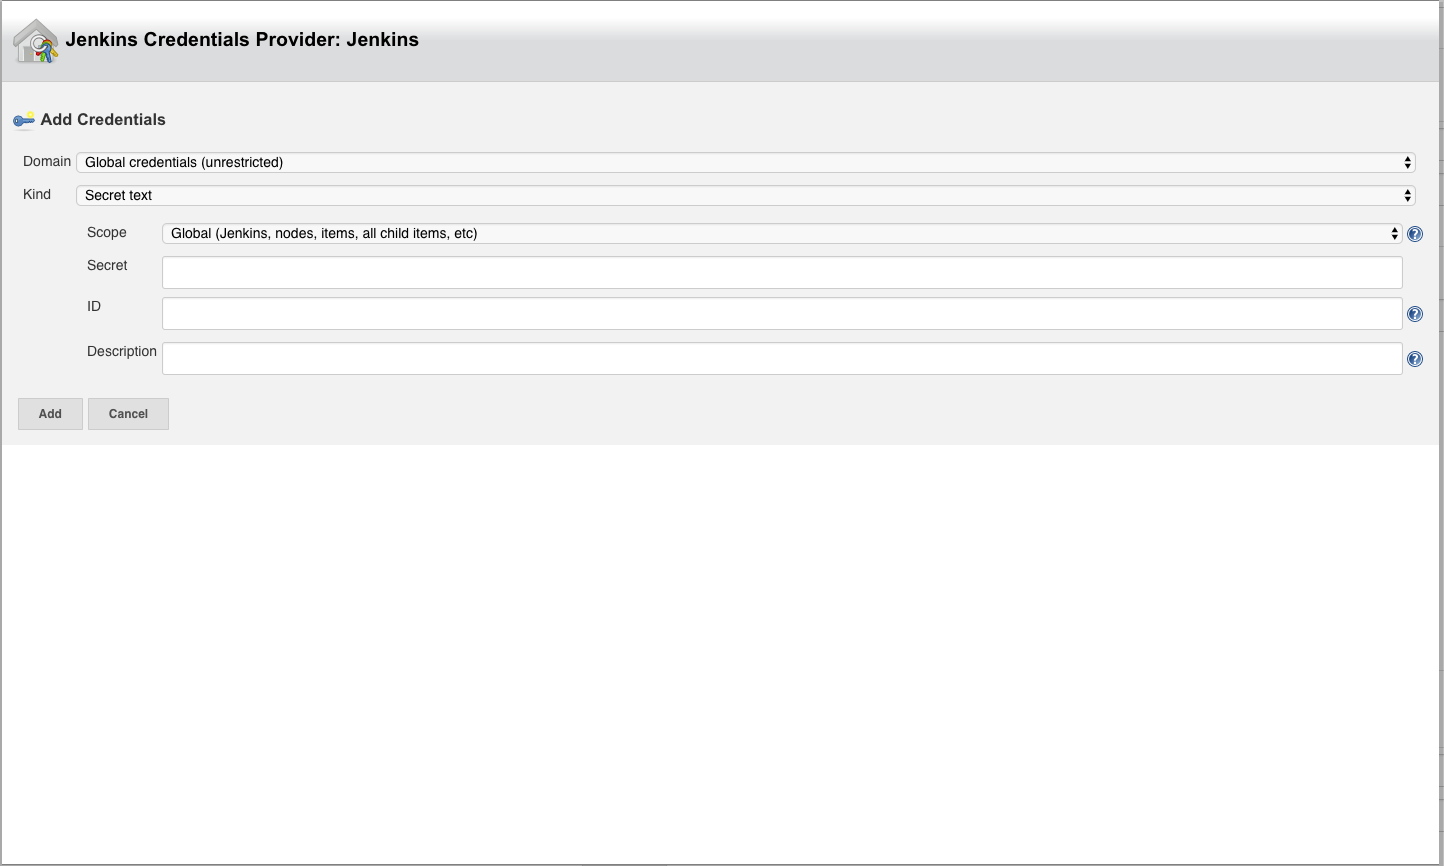 Jenkins Credentials Provider: Jenkins
Add Credentials
Domain Global credentials (unrestricted)
Kind Secret text
Scope Global (Jenkins, nodes, items, all child items, etc)
Secret
ID
Description
Add Cancel